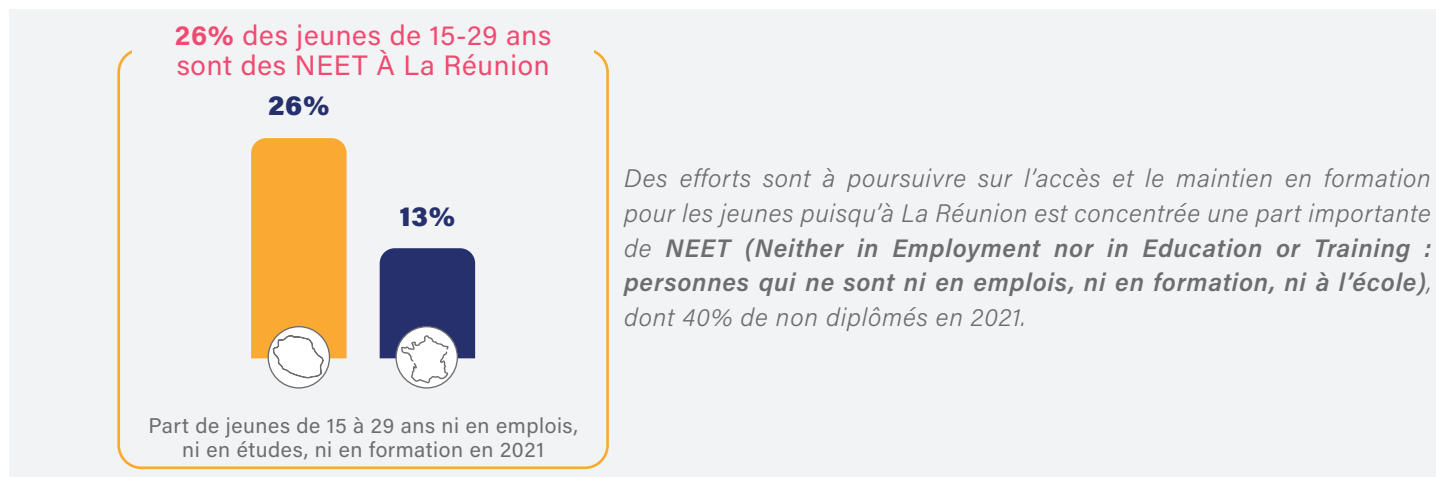 26% des jeunes de 15-29 ans
sont des NEET À La Réunion
26%
13%
Part de jeunes de 15 à 29 ans ni en emplois,
ni en études, ni en formation en 2021
Des efforts sont à poursuivre sur l’accès et le maintien en formation
pour les jeunes puisqu’à La Réunion est concentrée une part importante
de NEET (Neither in Employment nor in Education or Training :
personnes qui ne sont ni en emplois, ni en formation, ni à l’école),
dont 40% de non diplômés en 2021.